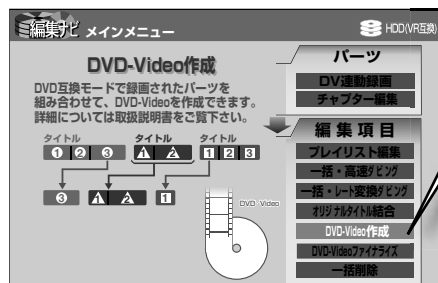 編集ナビ メインメニュー
HDD(VR互換)
DVD-Video作成
DVD互換モードで録画されたパーツを
組み合わせて、DVD-Videoを作成できます。
詳細については取扱説明書をご覧下さい。
タイトル タイトル タイトル
1 2 3 1 2 1 2 3
3 1 2 1
DVD-Video
パーツ
DV連動録画
チャプター編集
編集項目
プレイリスト編集
一括・高速ダビング
一括・レート変換ダビング
オリジナルタイトル結合
DVD-Video作成
DVD-Videoファイナライズ
一括削除